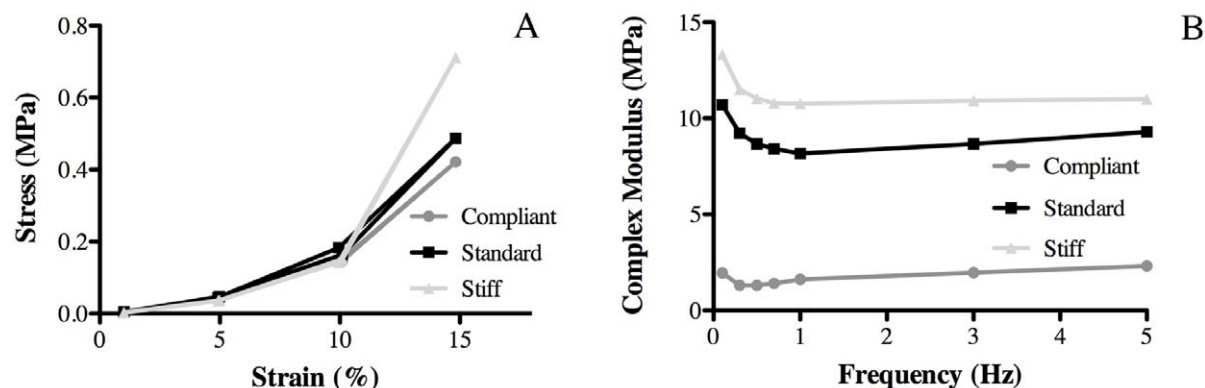 A
Stress (MPa)
0.8
0.6
0.4
0.2
0.0
0 5 10 15
Strain (%)
Compliant
Standard
Stiff
B
Complex Modulus (MPa)
15
10
5
0
0 1 2 3 4 5
Frequency (Hz)
Compliant
Standard
Stiff